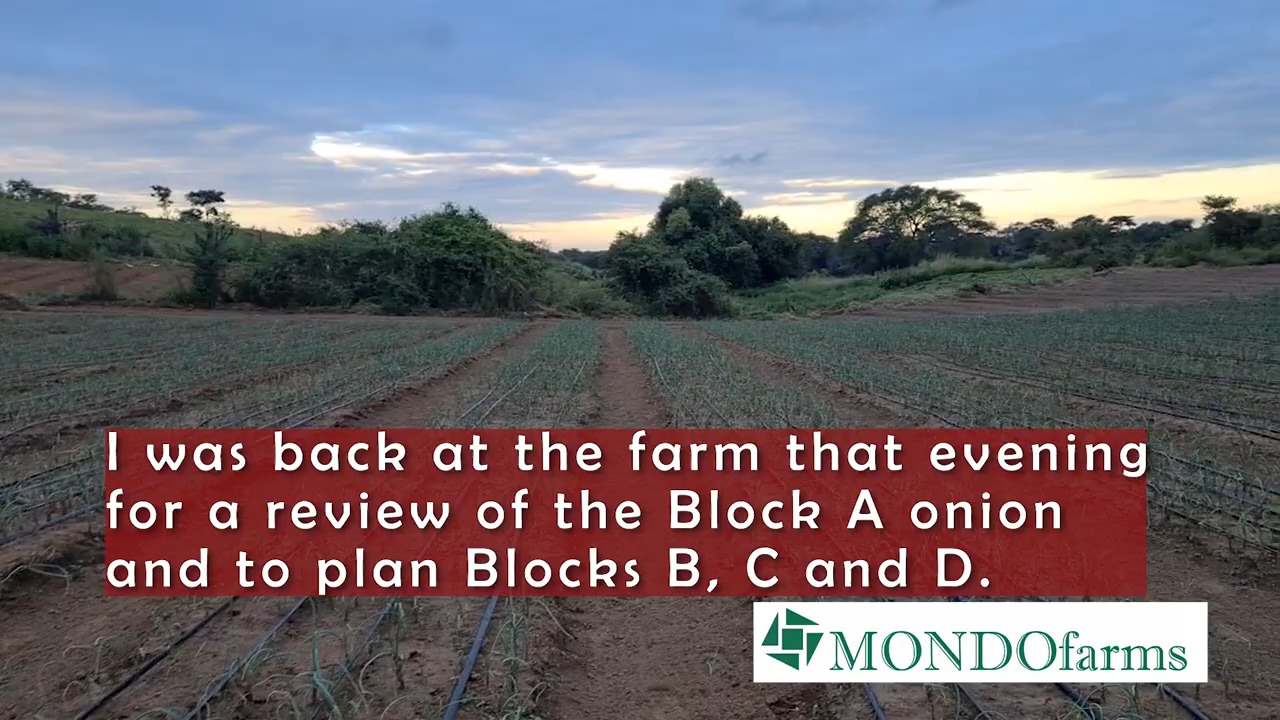 I was back at the farm that evening
for a review of the Block A onion
and to plan Blocks B, C and D.
MONDOfarms